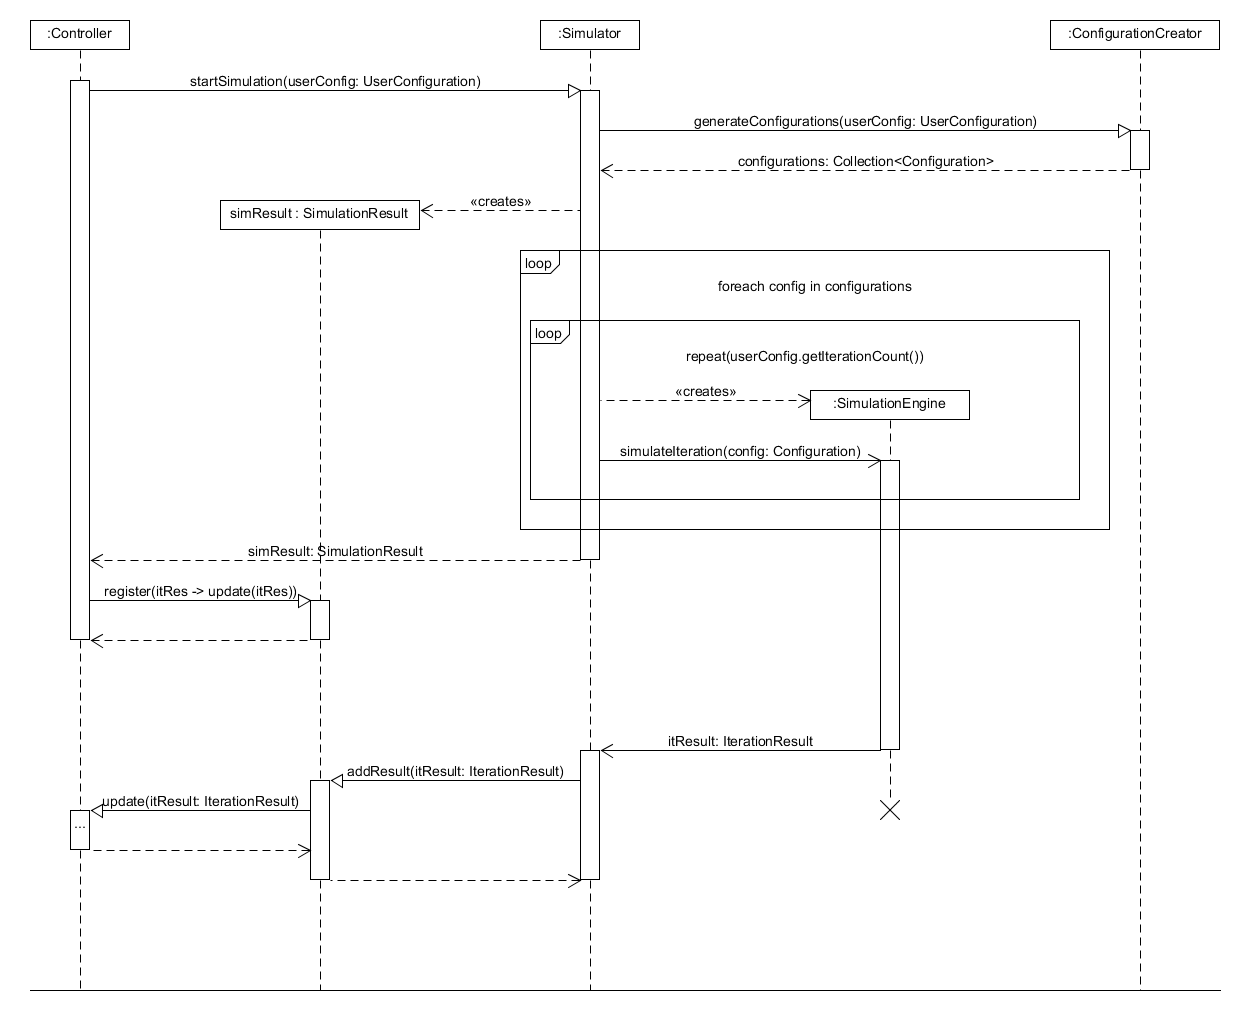 :Controller
:Simulator
:ConfigurationCreator
startSimulation(userConfig: UserConfiguration)
generateConfigurations(userConfig: UserConfiguration)
configurations: Collection<Configuration>
«creates»
simResult : SimulationResult
loop
foreach config in configurations
loop
repeat(userConfig.getIterationCount())
«creates»
:SimulationEngine
simulateIteration(config: Configuration)
simResult: SimulationResult
register(itRes -> update(itRes))
itResult: IterationResult
addResult(itResult: IterationResult)
update(itResult: IterationResult)
...